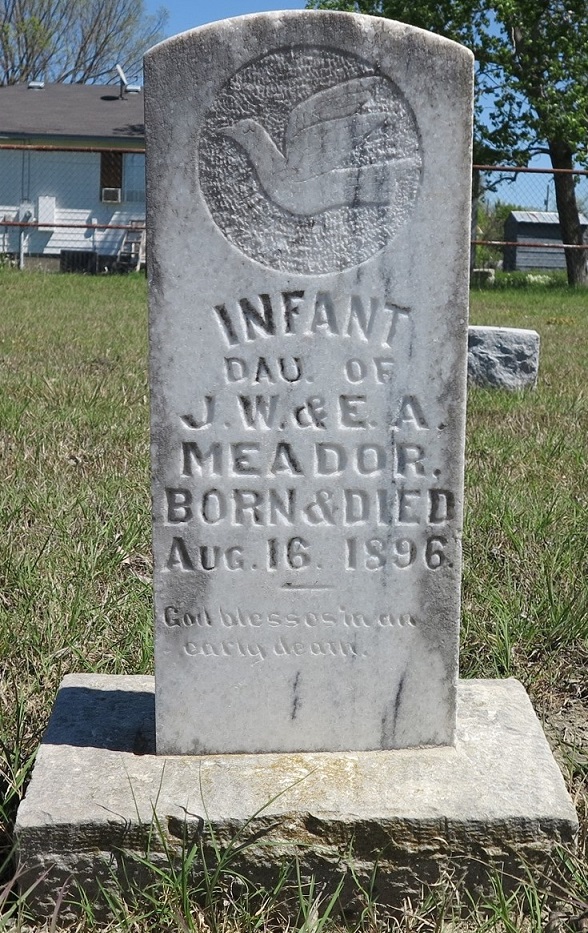 INFANT
DAU. OF
J. W. & E. A.
MEADOR.
BORN & DIED
AUG. 16. 1896.
God blesses in an
early death.